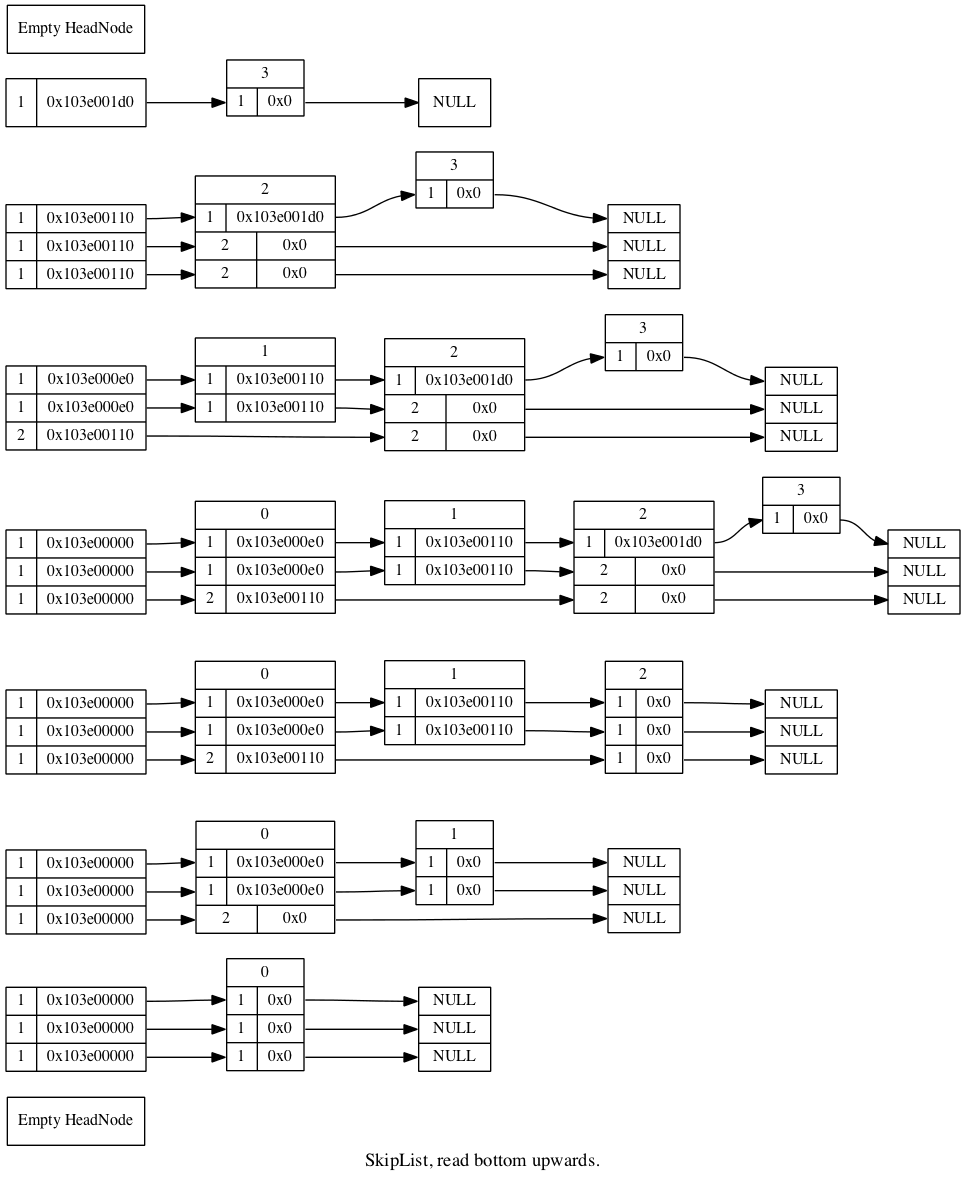 Empty HeadNode
3
1 0x103e001d0 1 0x0 NULL
3
2 1 0x0
1 0x103e00110 1 0x103e001d0 NULL
1 0x103e00110 2 0x0 NULL
1 0x103e00110 2 0x0 NULL
3
1 2 1 0x0
1 0x103e000e0 1 0x103e00110 1 0x103e001d0 NULL
1 0x103e000e0 1 0x103e00110 2 0x0 NULL
2 0x103e00110 2 0x0 NULL
3
0 1 2 1 0x0
1 0x103e00000 1 0x103e000e0 1 0x103e00110 1 0x103e001d0 NULL
1 0x103e00000 1 0x103e000e0 1 0x103e00110 2 0x0 NULL
1 0x103e00000 2 0x103e00110 2 0x0 NULL
0 1 2
1 0x103e00000 1 0x103e000e0 1 0x103e00110 1 0x0 NULL
1 0x103e00000 1 0x103e000e0 1 0x103e00110 1 0x0 NULL
1 0x103e00000 2 0x103e00110 1 0x0 NULL
0 1
1 0x103e00000 1 0x103e000e0 1 0x0 NULL
1 0x103e00000 1 0x103e000e0 1 0x0 NULL
1 0x103e00000 2 0x0 NULL
0
1 0x103e00000 1 0x0 NULL
1 0x103e00000 1 0x0 NULL
1 0x103e00000 1 0x0 NULL
Empty HeadNode
SkipList, read bottom upwards.